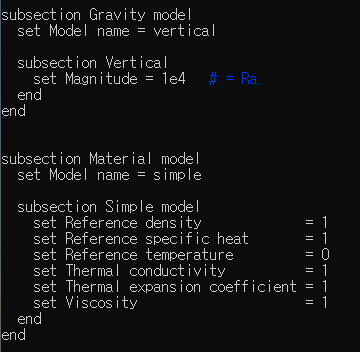 subsection Gravity model
  set Model name = vertical

  subsection Vertical
    set Magnitude = 1e4   # = Ra
  end
end


subsection Material model
  set Model name = simple

  subsection Simple model
    set Reference density             = 1
    set Reference specific heat       = 1
    set Reference temperature         = 0
    set Thermal conductivity          = 1
    set Thermal expansion coefficient = 1
    set Viscosity                     = 1
  end
end